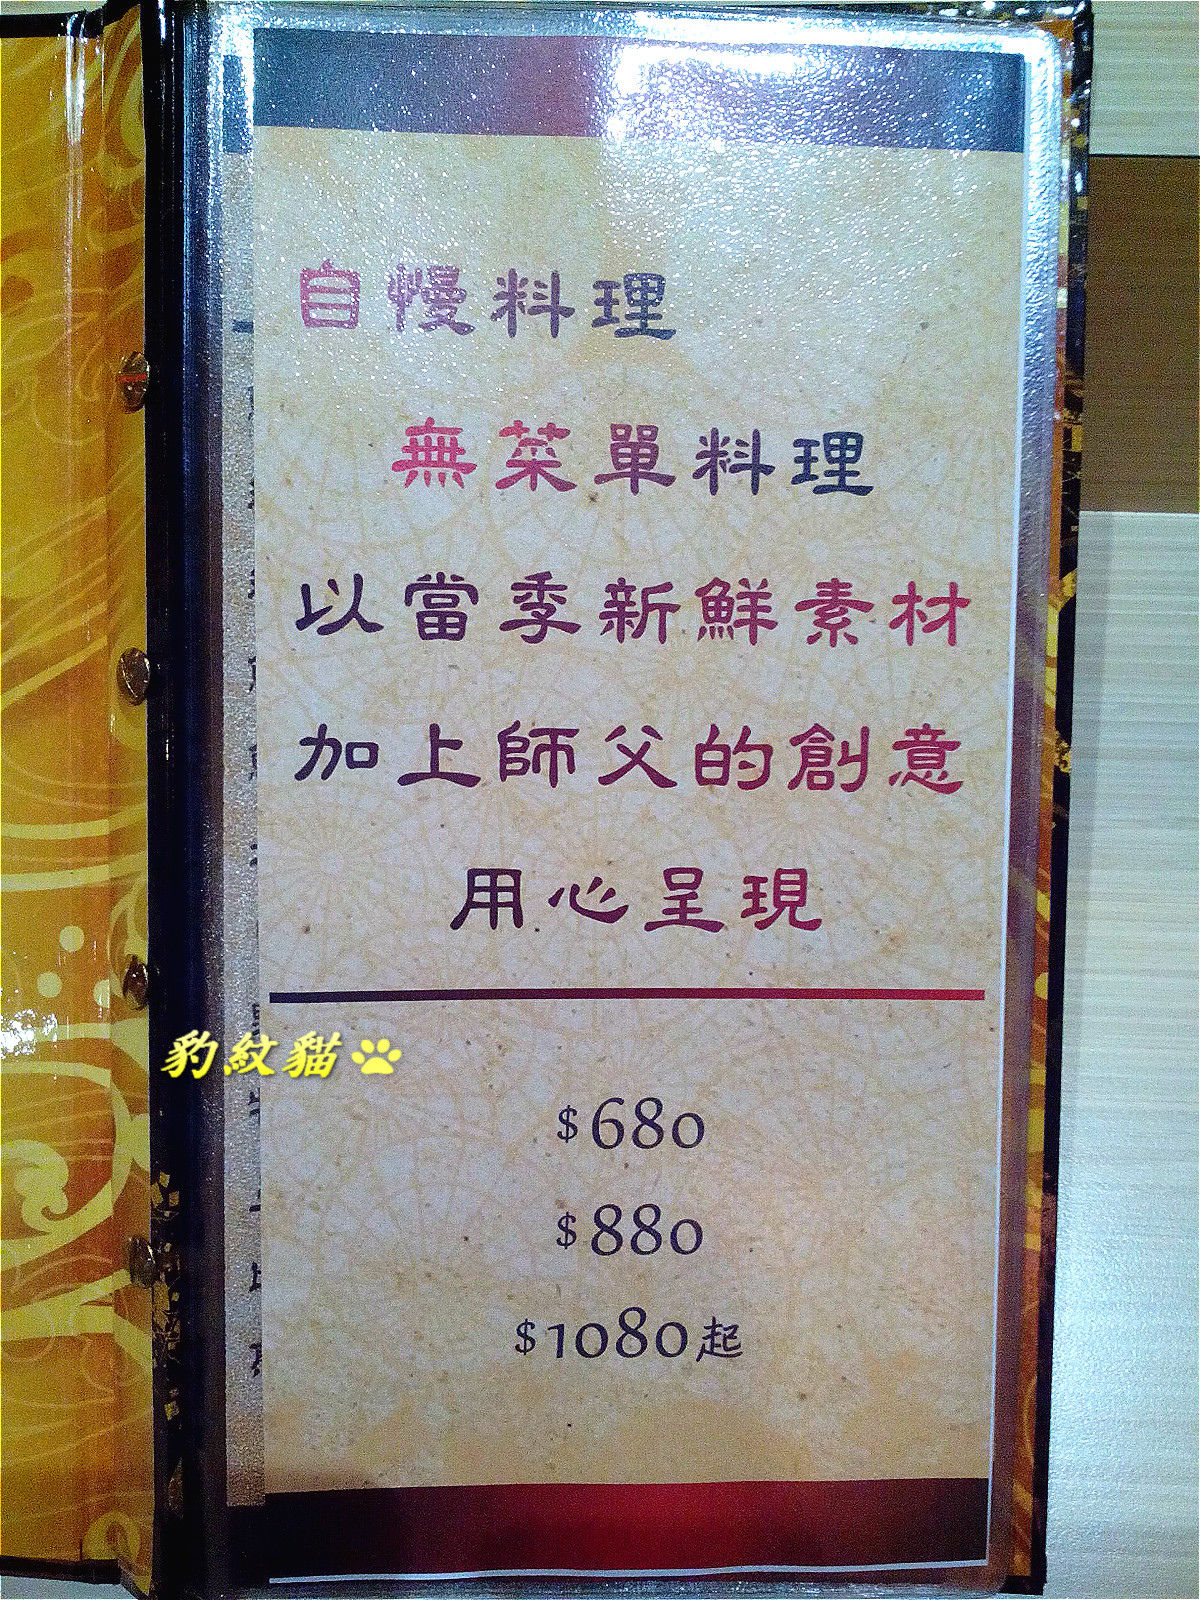 自慢料理
無菜單料理
以當季新鮮素材
加上師父的創意
用心呈現
豹紋貓
$680
$880
$1080起